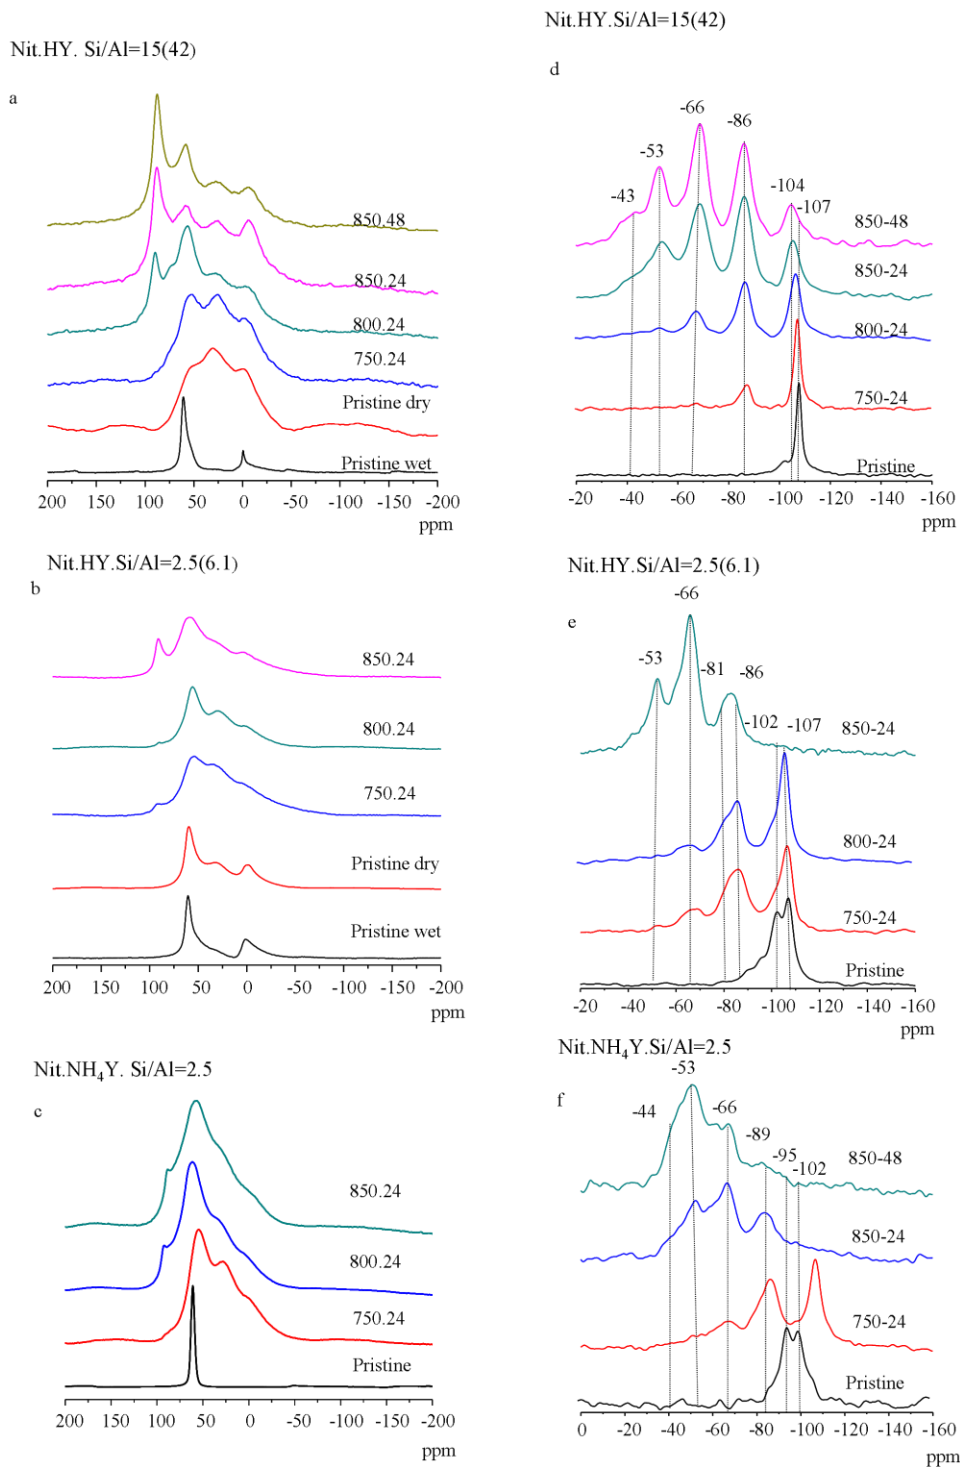 Nit.HY. Si/Al=15(42)
a
850.48
850.24
800.24
750.24
Pristine dry
Pristine wet
200 150 100 50 0 -50 -100 -150 -200
ppm
Nit.HY.Si/Al=15(42)
d
-66
-86
-53
-43
-104
-107
850-48
850-24
800-24
750-24
Pristine
-20 -40 -60 -80 -100 -120 -140 -160
ppm
Nit.HY.Si/Al=2.5(6.1)
b
850.24
800.24
750.24
Pristine dry
Pristine wet
200 150 100 50 0 -50 -100 -150 -200
ppm
Nit.HY.Si/Al=2.5(6.1)
e
-66
-53
-81
-86
-102
-107
850-24
800-24
750-24
Pristine
-20 -40 -60 -80 -100 -120 -140 -160
ppm
Nit.NH₄Y. Si/Al=2.5
c
850.24
800.24
750.24
Pristine
200 150 100 50 0 -50 -100 -150 -200
ppm
Nit.NH₄Y.Si/Al=2.5
f
-53
-44
-66
-89
-95
-102
850-48
850-24
750-24
Pristine
0 -20 -40 -60 -80 -100 -120 -140 -160
ppm